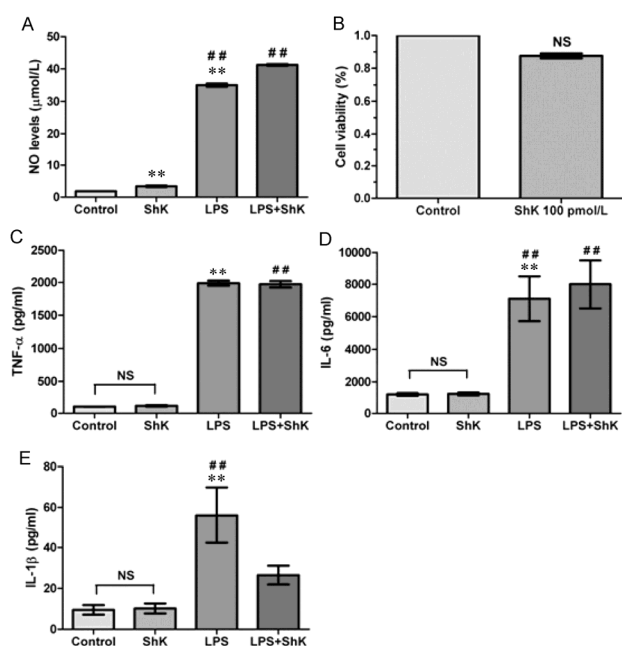 A
NO levels (μmol/L)
50
40
30
20
10
0
**
## 
**
##
Control ShK LPS LPS+ShK
B
Cell viability (%)
1.0
0.8
0.6
0.4
0.2
0.0
NS
Control ShK 100 pmol/L
C
TNF-α (pg/ml)
2500
2000
1500
1000
500
0
NS
**
##
Control ShK LPS LPS+ShK
D
IL-6 (pg/ml)
10000
8000
6000
4000
2000
0
NS
##
**
##
Control ShK LPS LPS+ShK
E
IL-1β (pg/ml)
80
60
40
20
0
NS
##
**
Control ShK LPS LPS+ShK